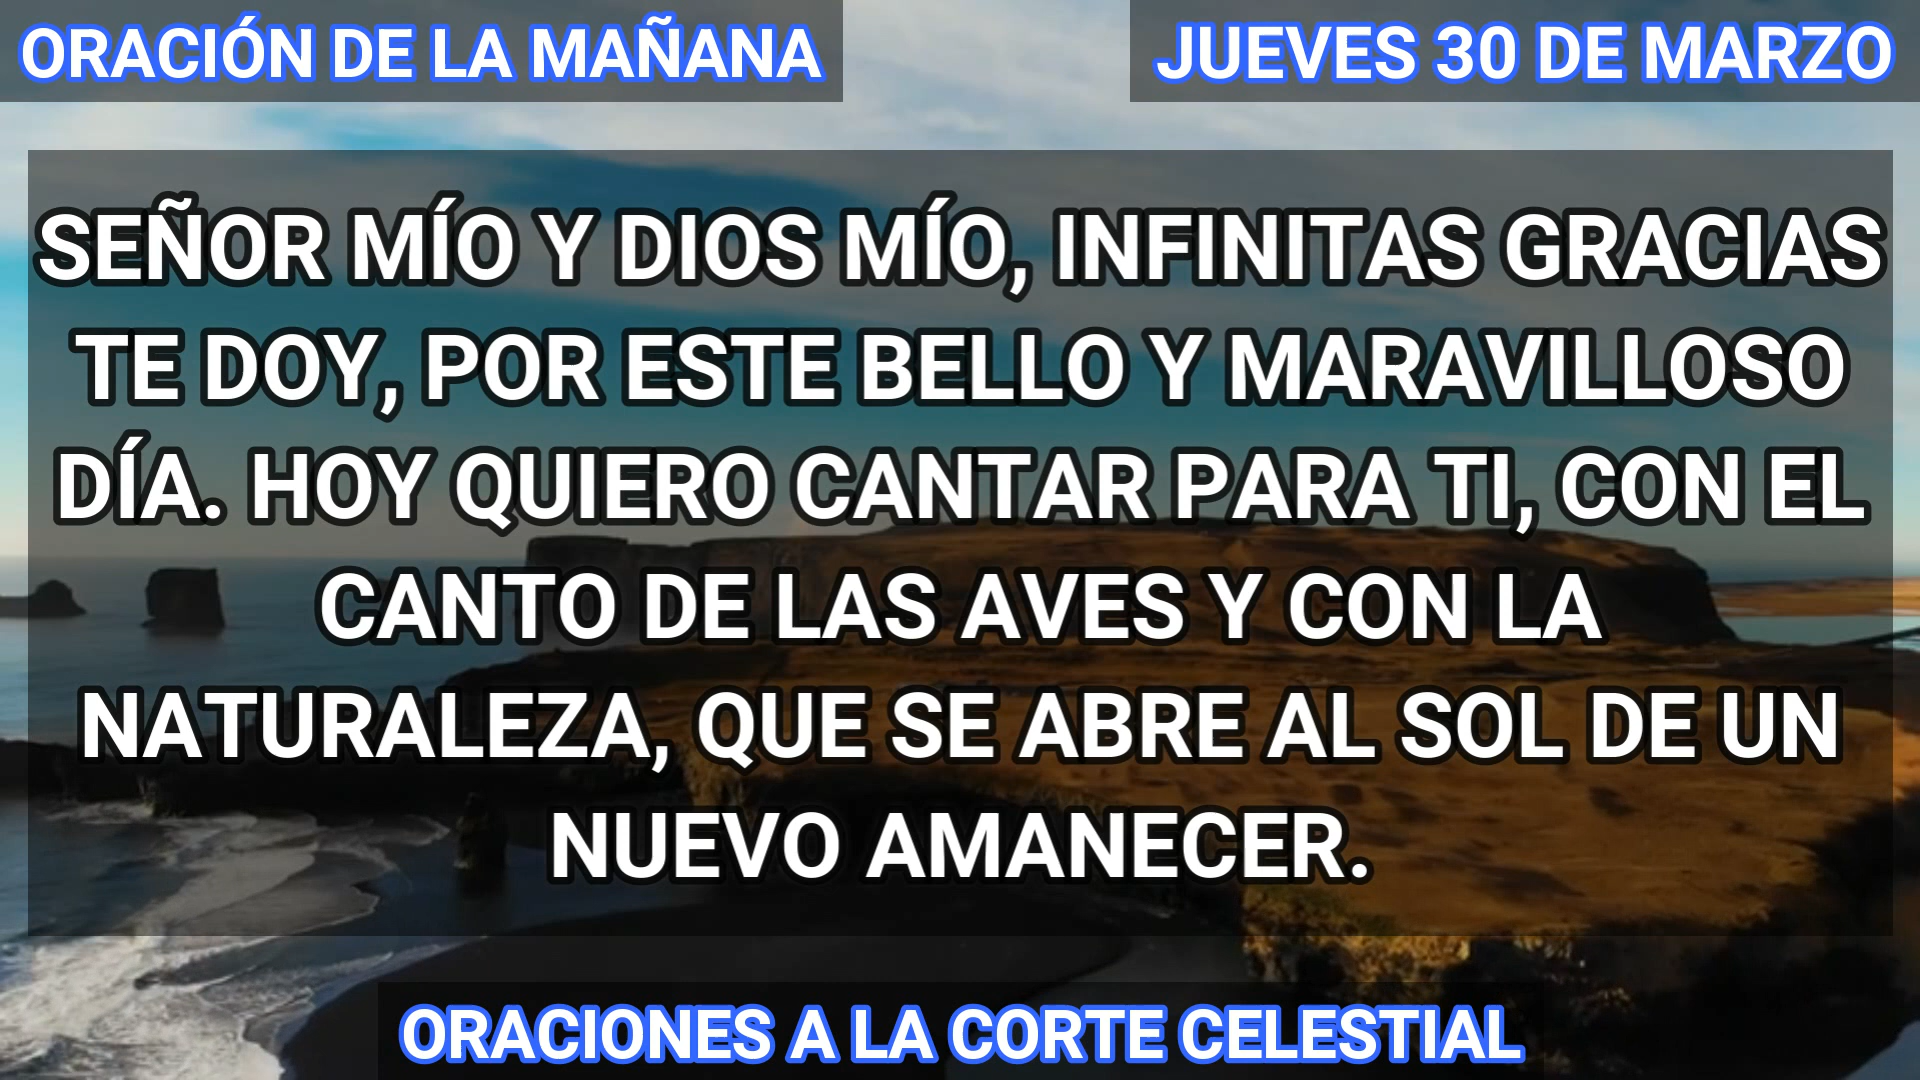 ORACIÓN DE LA MAÑANA
JUEVES 30 DE MARZO
SEÑOR MÍO Y DIOS MÍO, INFINITAS GRACIAS
TE DOY, POR ESTE BELLO Y MARAVILLOSO
DÍA. HOY QUIERO CANTAR PARA TI, CON EL
CANTO DE LAS AVES Y CON LA
NATURALEZA, QUE SE ABRE AL SOL DE UN
NUEVO AMANECER.
ORACIONES A LA CORTE CELESTIAL